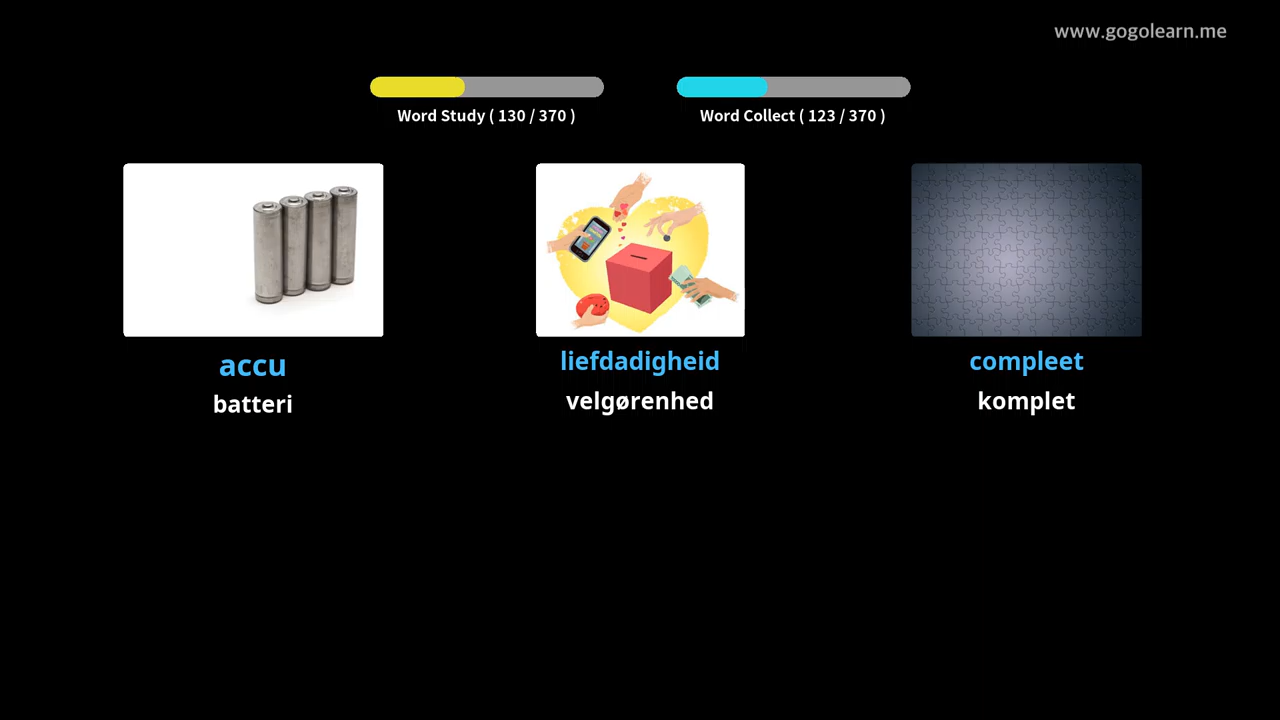 www.gogolearn.me
Word Study ( 130 / 370 )
Word Collect ( 123 / 370 )
accu
batteri
liefdadigheid
velgørenhed
compleet
komplet